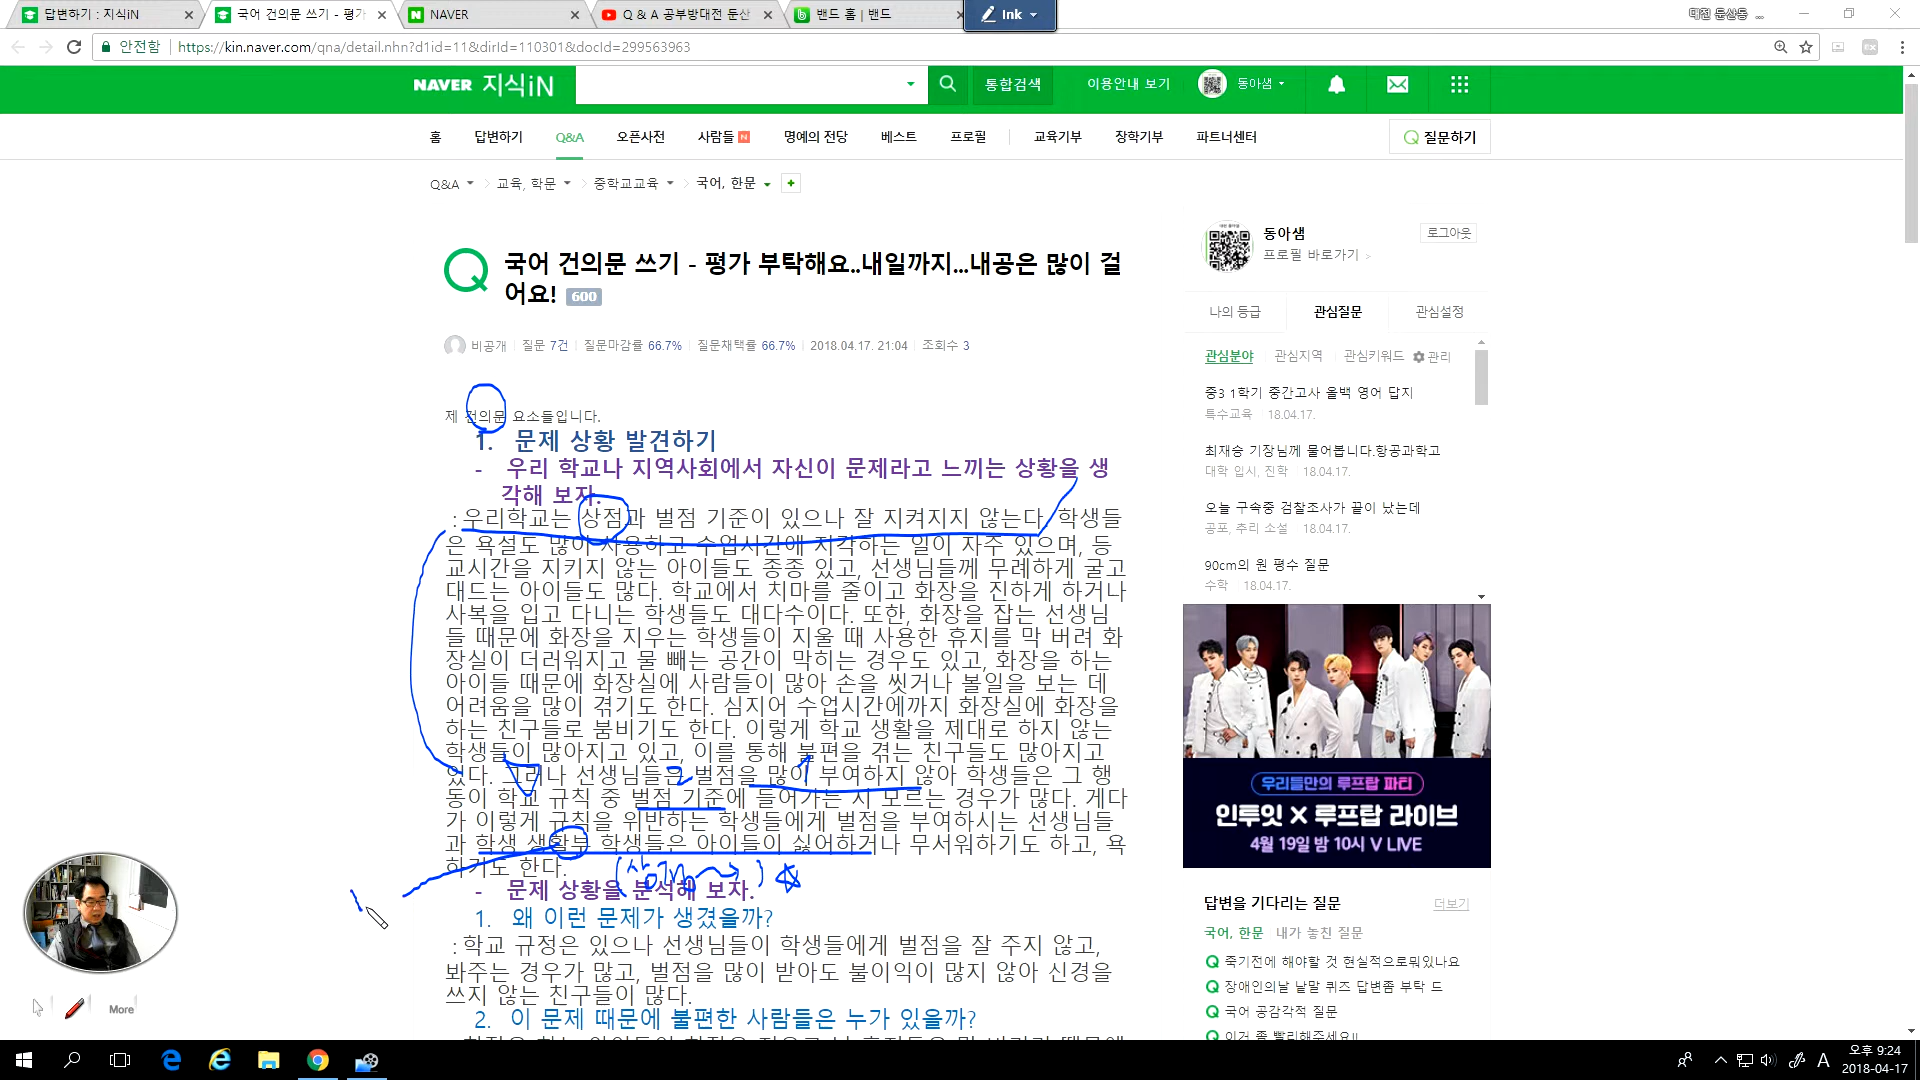 답변하기 : 지식iN
국어 건의문 쓰기 - 평가
NAVER
Q & A 공부방대전 둔산
밴드 홈 | 밴드
Ink
대전 둔산동 ...
안전함
https://kin.naver.com/qna/detail.nhn?d1id=11&dirId=110301&docId=299563963
NAVER 지식iN
통합검색
이용안내 보기
동아샘
홈
답변하기
Q&A
오픈사전
사람들 N
명예의 전당
베스트
프로필
교육기부
장학기부
파트너센터
질문하기
Q&A
교육, 학문
중학교교육
국어, 한문
국어 건의문 쓰기 - 평가 부탁해요..내일까지...내공은 많이 걸
어요! 600
비공개 질문 7건 질문마감률 66.7% 질문채택률 66.7% 2018.04.17. 21:04 조회수 3
제 건의문 요소들입니다.
1. 문제 상황 발견하기
- 우리 학교나 지역사회에서 자신이 문제라고 느끼는 상황을 생
각해 보자.
: 우리학교는 상점과 벌점 기준이 있으나 잘 지켜지지 않는다. 학생들
은 욕설도 많이 사용하고 수업시간에 지각하는 일이 자주 있으며, 등
교시간을 지키지 않는 아이들도 종종 있고, 선생님들께 무례하게 굴고
대드는 아이들도 많다. 학교에서 치마를 줄이고 화장을 진하게 하거나
사복을 입고 다니는 학생들도 대다수이다. 또한, 화장을 잡는 선생님
들 때문에 화장을 지우는 학생들이 지울 때 사용한 휴지를 막 버려 화
장실이 더러워지고 물 빼는 공간이 막히는 경우도 있고, 화장을 하는
아이들 때문에 화장실에 사람들이 많아 손을 씻거나 볼일을 보는 데
어려움을 많이 겪기도 한다. 심지어 수업시간에까지 화장실에 화장을
하는 친구들로 붐비기도 한다. 이렇게 학교 생활을 제대로 하지 않는
학생들이 많아지고 있고, 이를 통해 불편을 겪는 친구들도 많아지고
있다. 그러나 선생님들은 벌점을 많이 부여하지 않아 학생들은 그 행
동이 학교 규칙 중 벌점 기준에 들어가는 지 모르는 경우가 많다. 게다
가 이렇게 규칙을 위반하는 학생들에게 벌점을 부여하시는 선생님들
과 학생 생활부 학생들은 아이들이 싫어하거나 무서워하기도 하고, 욕
하기도 한다.
- 문제 상황을 분석해 보자.
1. 왜 이런 문제가 생겼을까?
: 학교 규정은 있으나 선생님들이 학생들에게 벌점을 잘 주지 않고,
봐주는 경우가 많고, 벌점을 많이 받아도 불이익이 많지 않아 신경을
쓰지 않는 친구들이 많다.
2. 이 문제 때문에 불편한 사람들은 누가 있을까?
2
1
동아샘
로그아웃
프로필 바로가기 >
나의 등급
관심질문
관심설정
관심분야 관심지역 관심키워드 관리
중3 1학기 중간고사 올백 영어 답지
특수교육 18.04.17.
최재승 기장님께 물어봅니다.항공과학고
대학 입시, 진학 18.04.17.
오늘 구속중 검찰조사가 끝이 났는데
공포, 추리 소설 18.04.17.
90cm의 원 평수 질문
수학 18.04.17.
우리들만의 루프탑 파티
인투잇 X 루프탑 라이브
4월 19일 밤 10시 V LIVE
답변을 기다리는 질문
더보기
국어, 한문 내가 놓친 질문
죽기전에 해야할 것 현실적으로뭐있나요
장애인의날 낱말 퀴즈 답변좀 부탁 드
국어 공감각적 질문
이거 좀 빨리해주세요!!
More
A
오후 9:24
2018-04-17